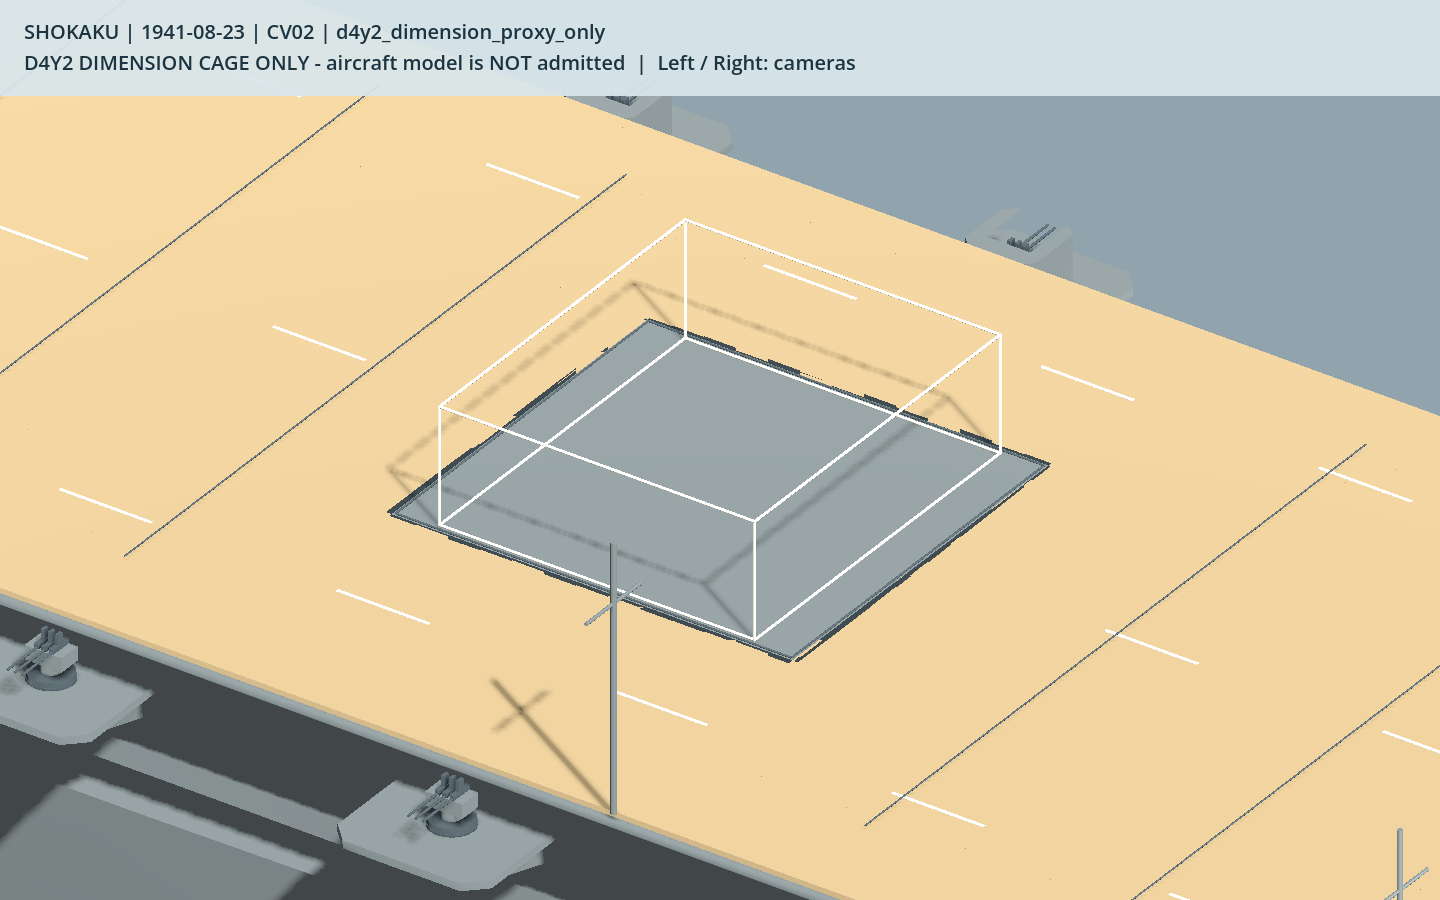 SHOKAKU | 1941-08-23 | CV02 | d4y2_dimension_proxy_only
D4Y2 DIMENSION CAGE ONLY - aircraft model is NOT admitted | Left / Right: cameras